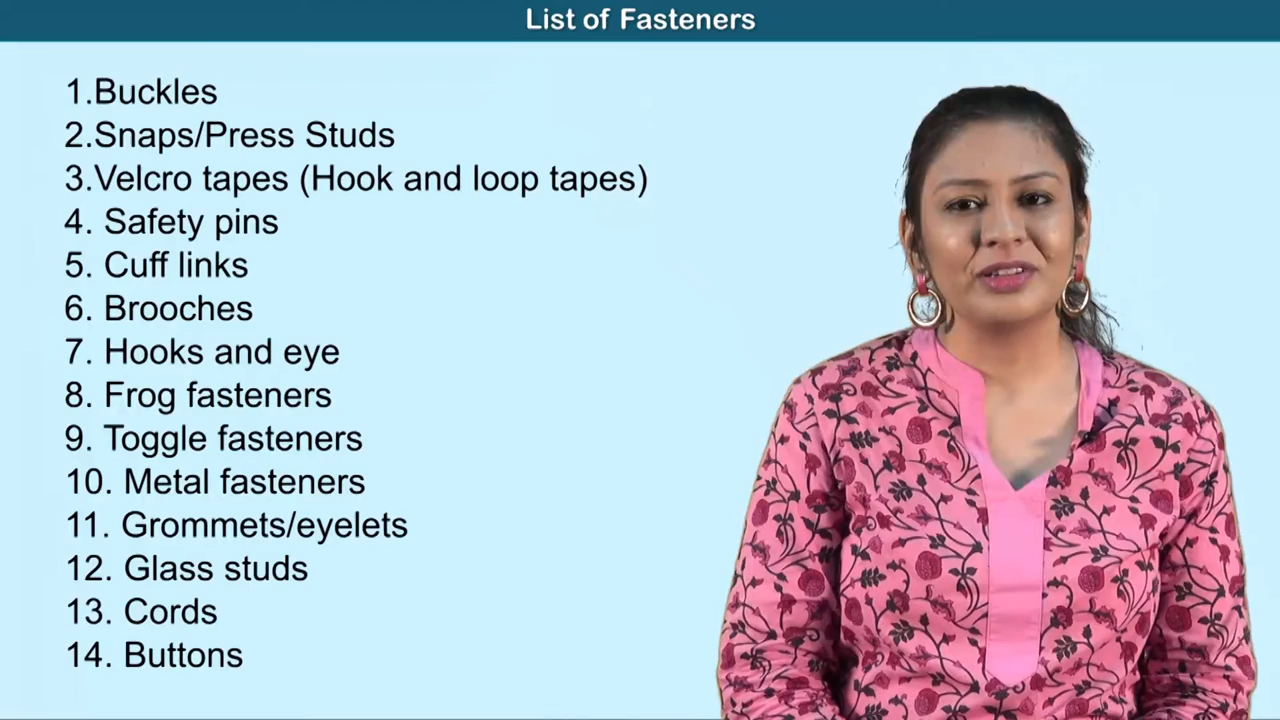 List of Fasteners
1.Buckles
2.Snaps/Press Studs
3.Velcro tapes (Hook and loop tapes)
4. Safety pins
5. Cuff links
6. Brooches
7. Hooks and eye
8. Frog fasteners
9. Toggle fasteners
10. Metal fasteners
11. Grommets/eyelets
12. Glass studs
13. Cords
14. Buttons